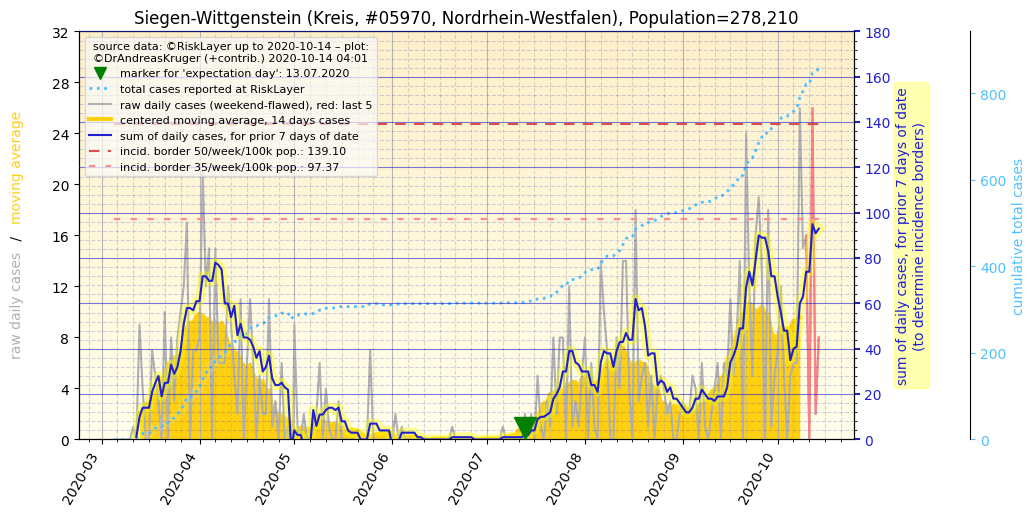 Siegen-Wittgenstein (Kreis, #05970, Nordrhein-Westfalen), Population=278,210
source data: ©RiskLayer up to 2020-10-14 – plot:
©DrAndreasKruger (+contrib.) 2020-10-14 04:01
marker for 'expectation day': 13.07.2020
total cases reported at RiskLayer
raw daily cases (weekend-flawed), red: last 5
centered moving average, 14 days cases
sum of daily cases, for prior 7 days of date
incid. border 50/week/100k pop.: 139.10
incid. border 35/week/100k pop.: 97.37
raw daily cases / moving average
32
28
24
20
16
12
8
4
0
2020-03
2020-04
2020-05
2020-06
2020-07
2020-08
2020-09
2020-10
180
160
140
120
100
80
60
40
20
0
sum of daily cases, for prior 7 days of date
(to determine incidence borders)
800
600
400
200
0
cumulative total cases